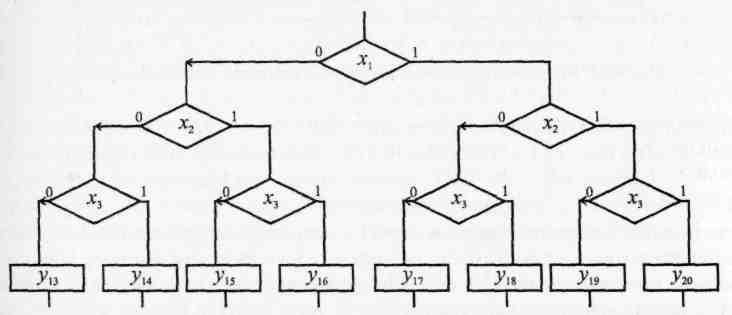 0 x₁ 1
0 x₂ 1 0 x₂ 1
0 x₃ 1 0 x₃ 1 0 x₃ 1 0 x₃ 1
y₁₃ y₁₄ y₁₅ y₁₆ y₁₇ y₁₈ y₁₉ y₂₀